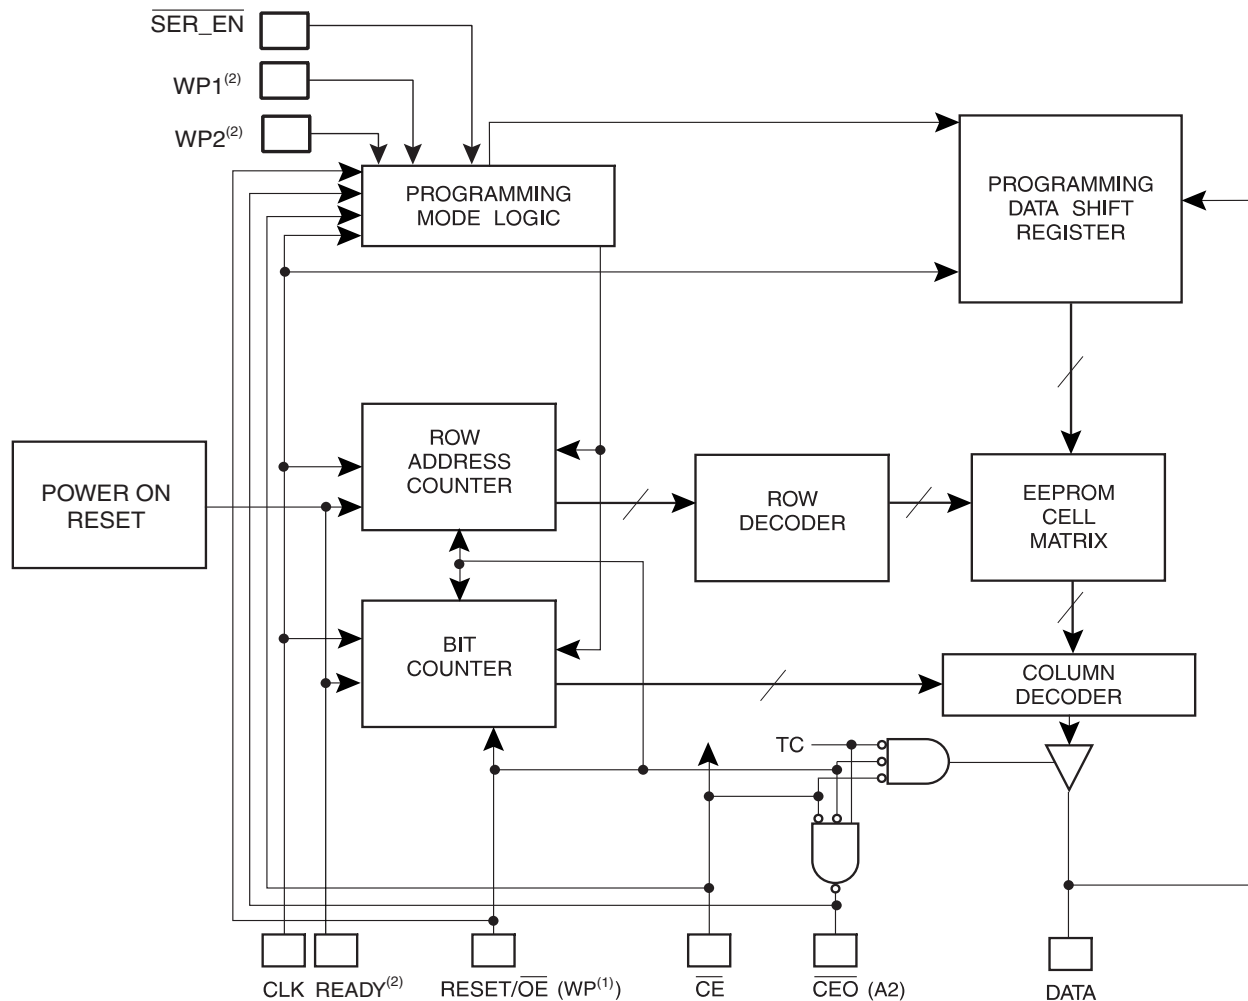 SER_EN
WP1(2)
WP2(2)
PROGRAMMING
MODE LOGIC
PROGRAMMING
DATA SHIFT
REGISTER
POWER ON
RESET
ROW
ADDRESS
COUNTER
ROW
DECODER
EEPROM
CELL
MATRIX
BIT
COUNTER
COLUMN
DECODER
TC
CLK
READY(2)
RESET/OE (WP(1))
CE
CEO (A2)
DATA